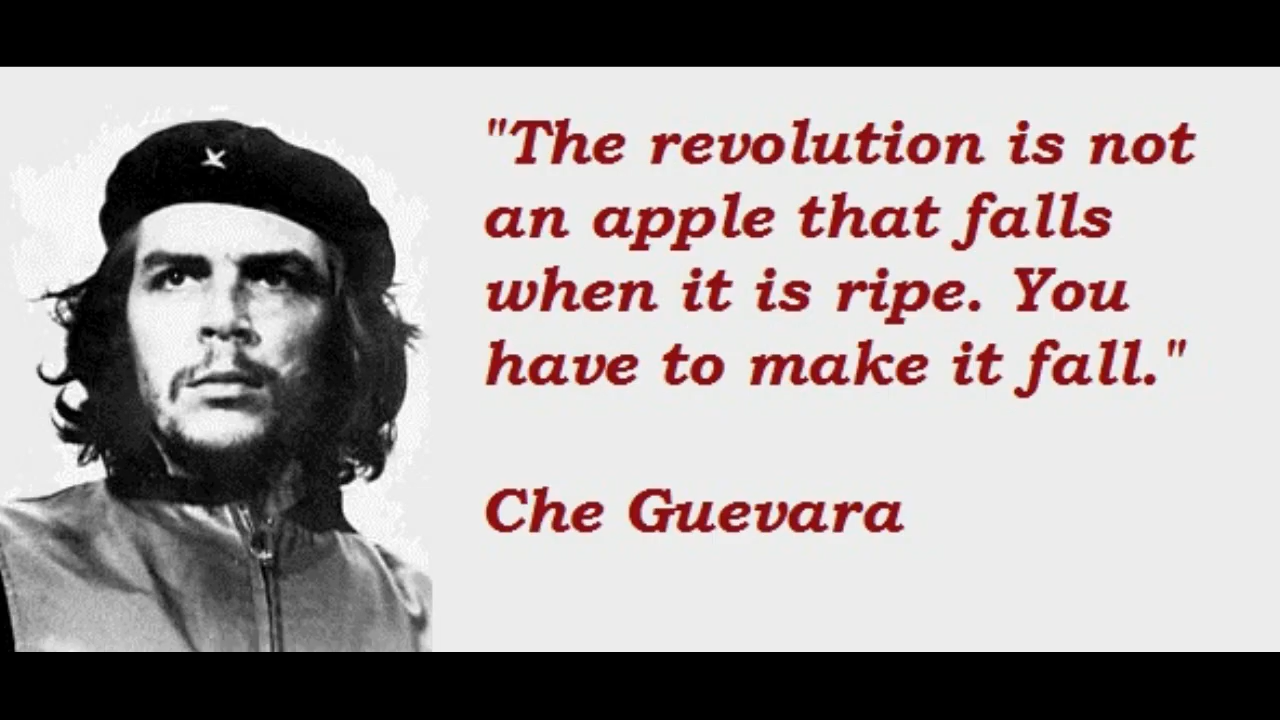 "The revolution is not
an apple that falls
when it is ripe. You
have to make it fall."
Che Guevara